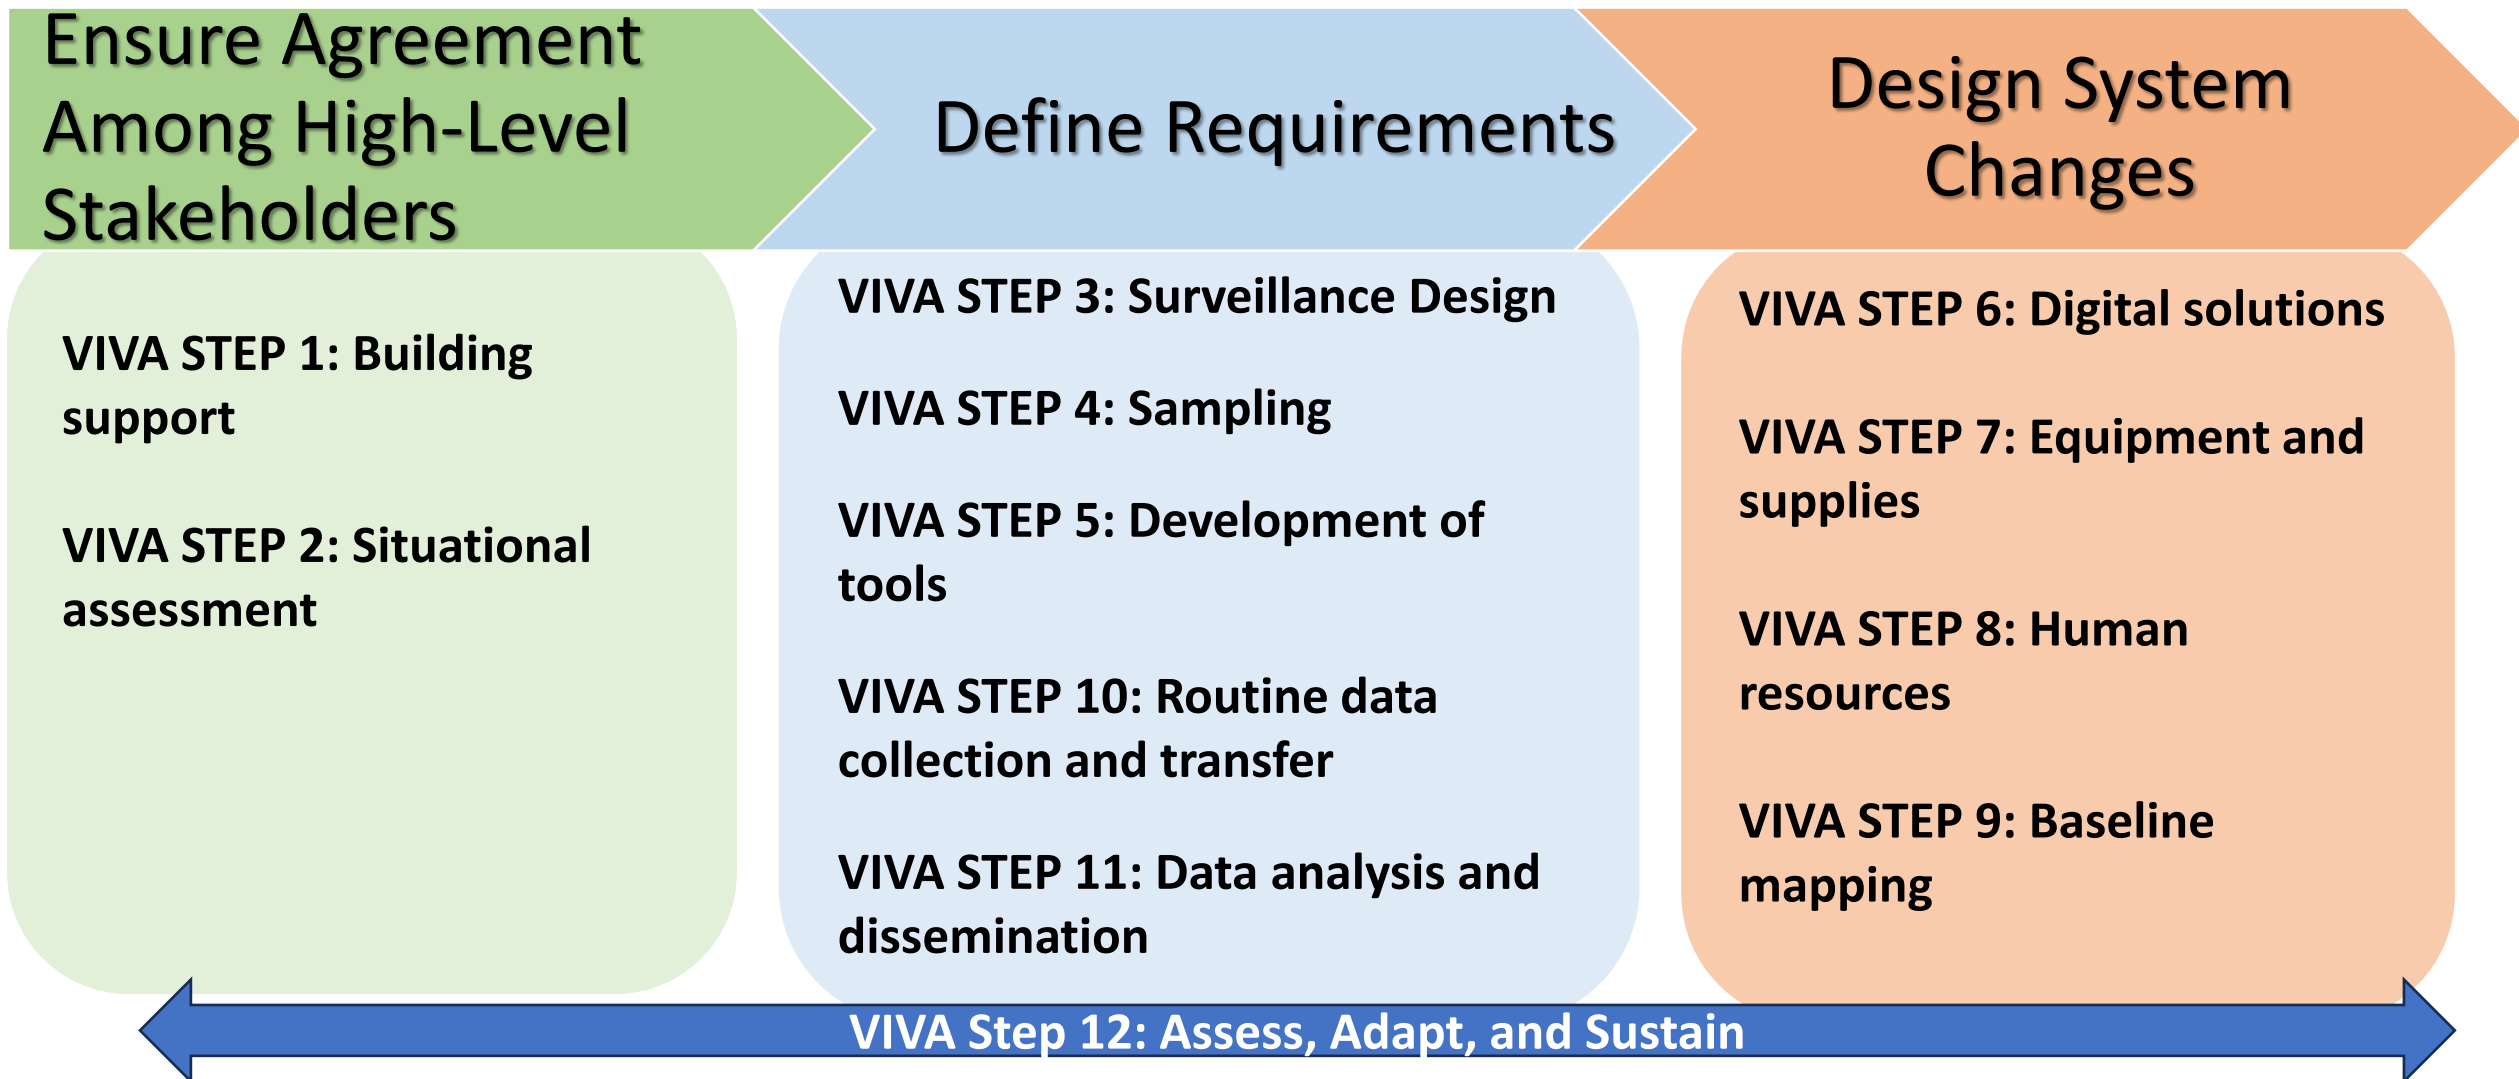 Ensure Agreement
Among High-Level
Stakeholders
Define Requirements
Design System
Changes
VIVA STEP 1: Building
support
VIVA STEP 2: Situational
assessment
VIVA STEP 3: Surveillance Design
VIVA STEP 4: Sampling
VIVA STEP 5: Development of
tools
VIVA STEP 10: Routine data
collection and transfer
VIVA STEP 11: Data analysis and
dissemination
VIVA STEP 6: Digital solutions
VIVA STEP 7: Equipment and
supplies
VIVA STEP 8: Human
resources
VIVA STEP 9: Baseline
mapping
VIVA Step 12: Assess, Adapt, and Sustain